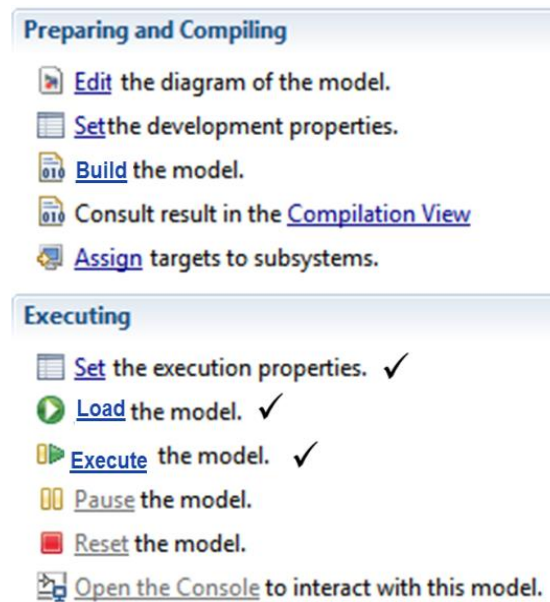 Preparing and Compiling
Edit the diagram of the model.
Setthe development properties.
Build the model.
Consult result in the Compilation View
Assign targets to subsystems.
Executing
Set the execution properties. ✓
Load the model. ✓
Execute the model. ✓
Pause the model.
Reset the model.
Open the Console to interact with this model.